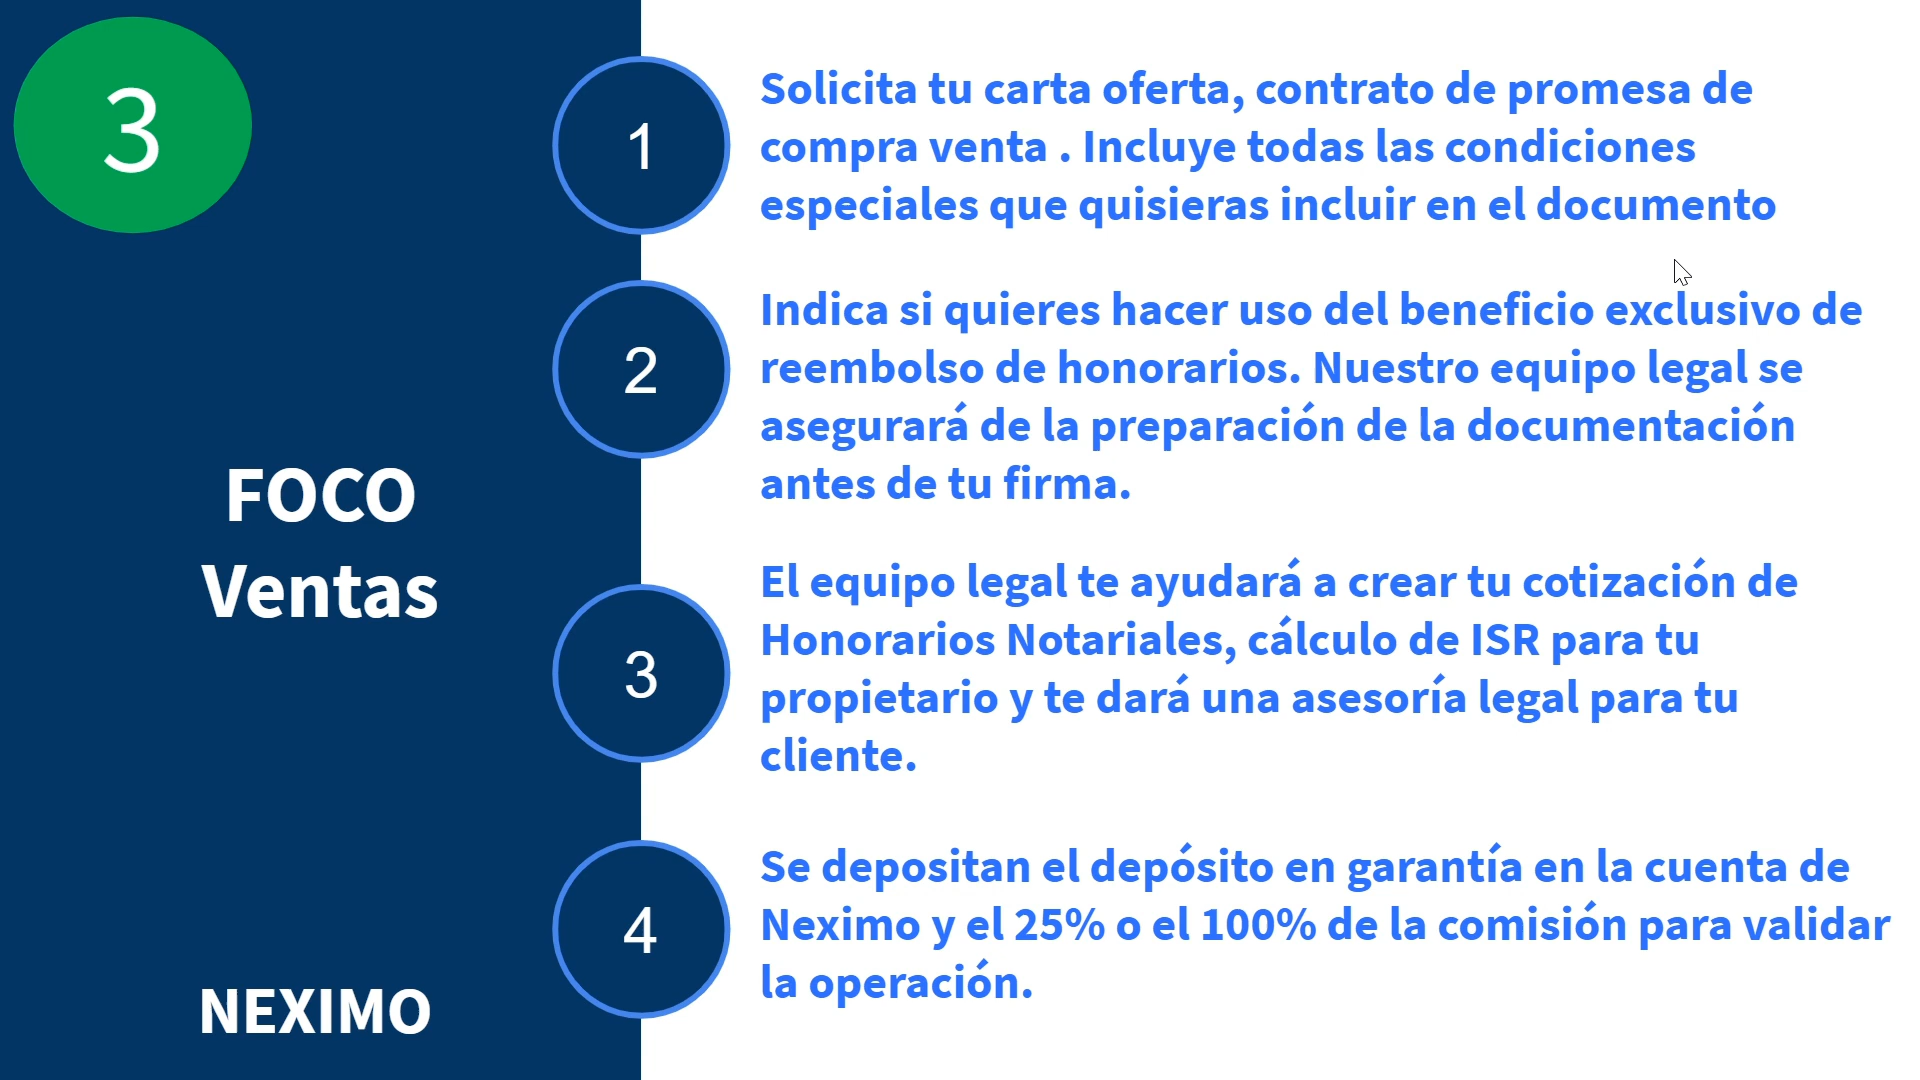 3
FOCO
Ventas
NEXIMO
1
Solicita tu carta oferta, contrato de promesa de
compra venta . Incluye todas las condiciones
especiales que quisieras incluir en el documento
2
Indica si quieres hacer uso del beneficio exclusivo de
reembolso de honorarios. Nuestro equipo legal se
asegurará de la preparación de la documentación
antes de tu firma.
3
El equipo legal te ayudará a crear tu cotización de
Honorarios Notariales, cálculo de ISR para tu
propietario y te dará una asesoría legal para tu
cliente.
4
Se depositan el depósito en garantía en la cuenta de
Neximo y el 25% o el 100% de la comisión para validar
la operación.